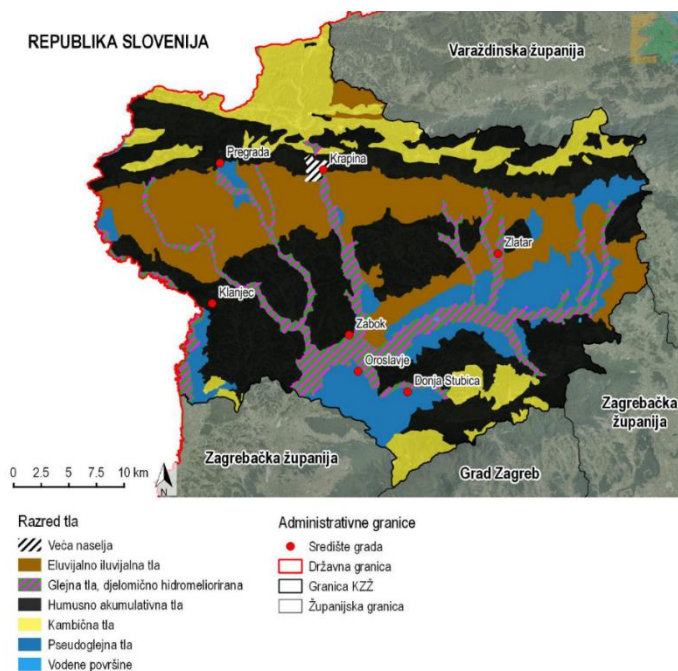 REPUBLIKA SLOVENIJA
Varaždinska županija
Pregrada
Krapina
Zlatar
Klanjec
Zabok
Oroslavje
Donja Stubica
Zagrebačka
županija
Zagrebačka županija
Grad Zagreb
0 2.5 5 7.5 10 km
N
Razred tla
Veća naselja
Eluvijalno iluvijalna tla
Glejna tla, djelomično hidromeliorirana
Humusno akumulativna tla
Kambična tla
Pseudoglejna tla
Vodene površine
Administrativne granice
Središte grada
Državna granica
Granica KZŽ
Županijska granica